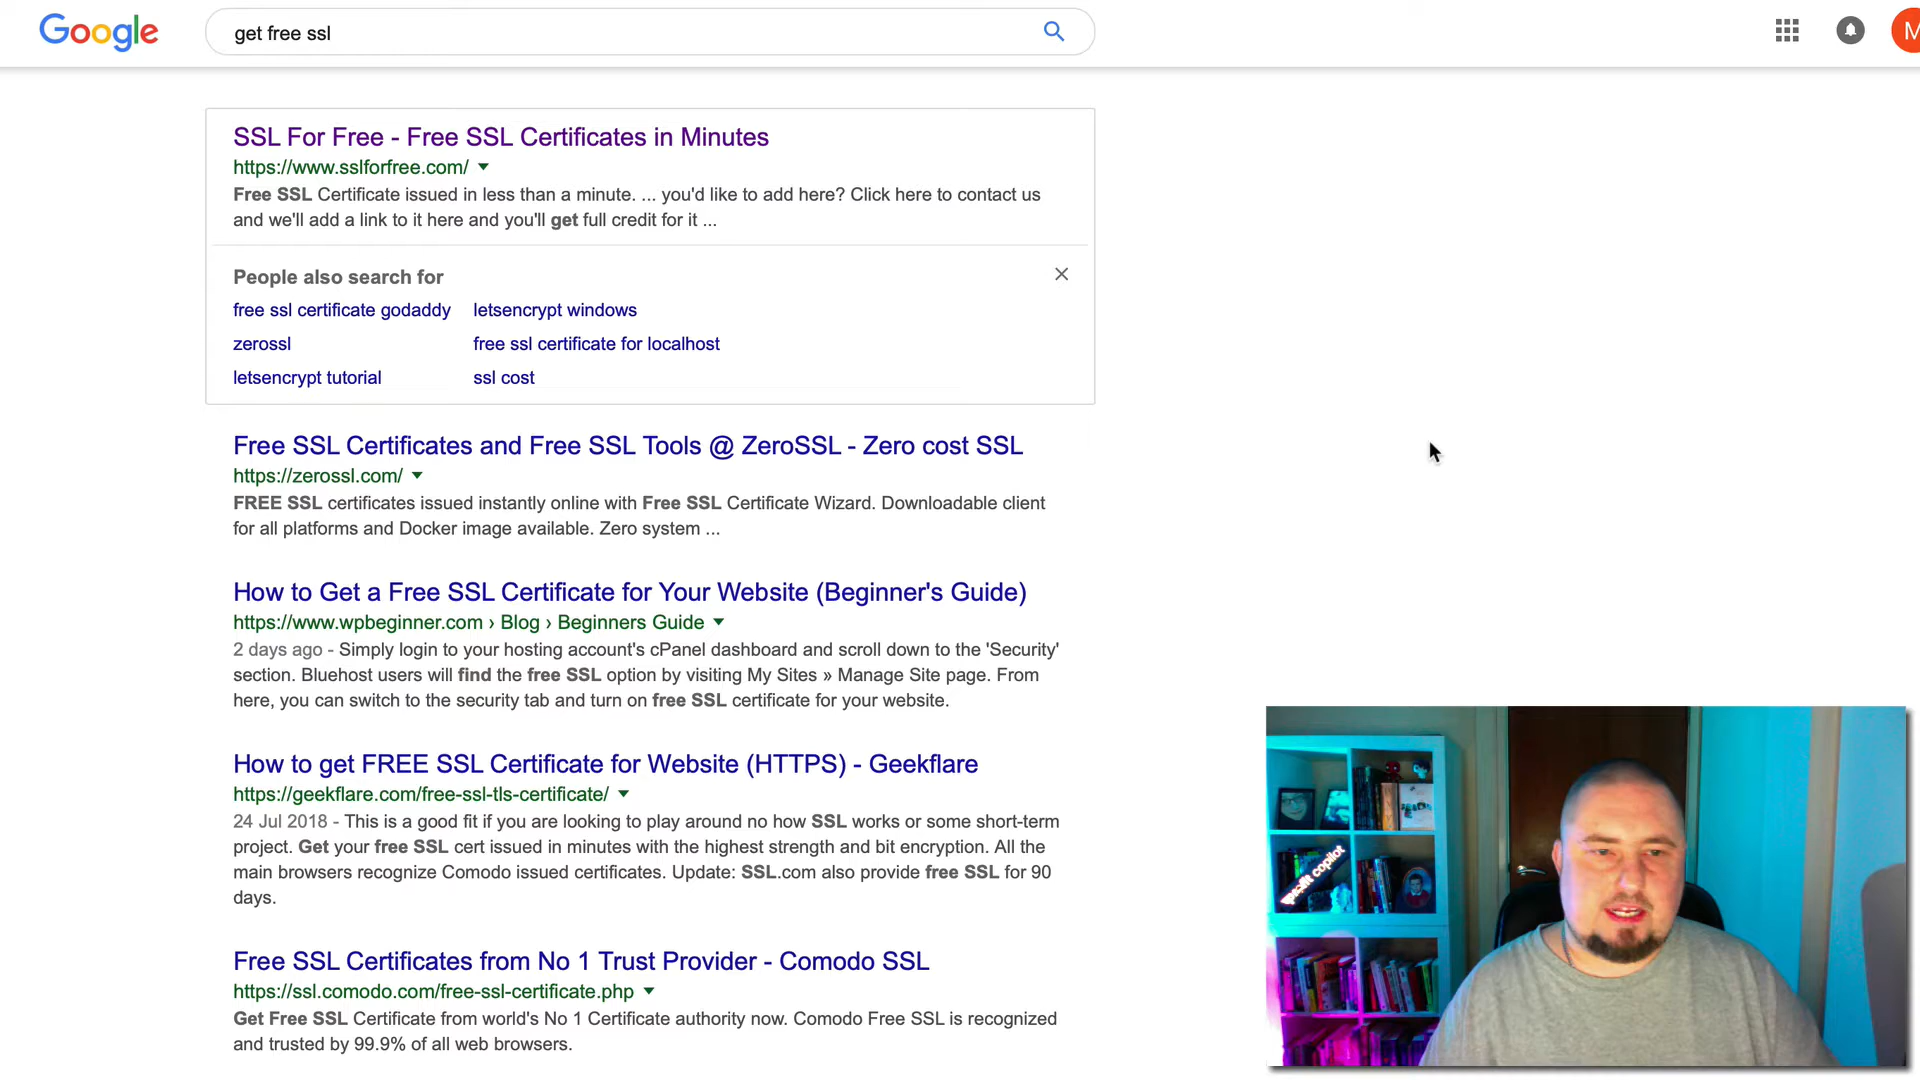 Google
get free ssl
M
SSL For Free - Free SSL Certificates in Minutes
https://www.sslforfree.com/
Free SSL Certificate issued in less than a minute. ... you'd like to add here? Click here to contact us
and we'll add a link to it here and you'll get full credit for it ...
People also search for
free ssl certificate godaddy letsencrypt windows
zerossl free ssl certificate for localhost
letsencrypt tutorial ssl cost
Free SSL Certificates and Free SSL Tools @ ZeroSSL - Zero cost SSL
https://zerossl.com/
FREE SSL certificates issued instantly online with Free SSL Certificate Wizard. Downloadable client
for all platforms and Docker image available. Zero system ...
How to Get a Free SSL Certificate for Your Website (Beginner's Guide)
https://www.wpbeginner.com › Blog › Beginners Guide
2 days ago - Simply login to your hosting account's cPanel dashboard and scroll down to the 'Security'
section. Bluehost users will find the free SSL option by visiting My Sites » Manage Site page. From
here, you can switch to the security tab and turn on free SSL certificate for your website.
How to get FREE SSL Certificate for Website (HTTPS) - Geekflare
https://geekflare.com/free-ssl-tls-certificate/
24 Jul 2018 - This is a good fit if you are looking to play around no how SSL works or some short-term
project. Get your free SSL cert issued in minutes with the highest strength and bit encryption. All the
main browsers recognize Comodo issued certificates. Update: SSL.com also provide free SSL for 90
days.
Free SSL Certificates from No 1 Trust Provider - Comodo SSL
https://ssl.comodo.com/free-ssl-certificate.php
Get Free SSL Certificate from world's No 1 Certificate authority now. Comodo Free SSL is recognized
and trusted by 99.9% of all web browsers.
copilot